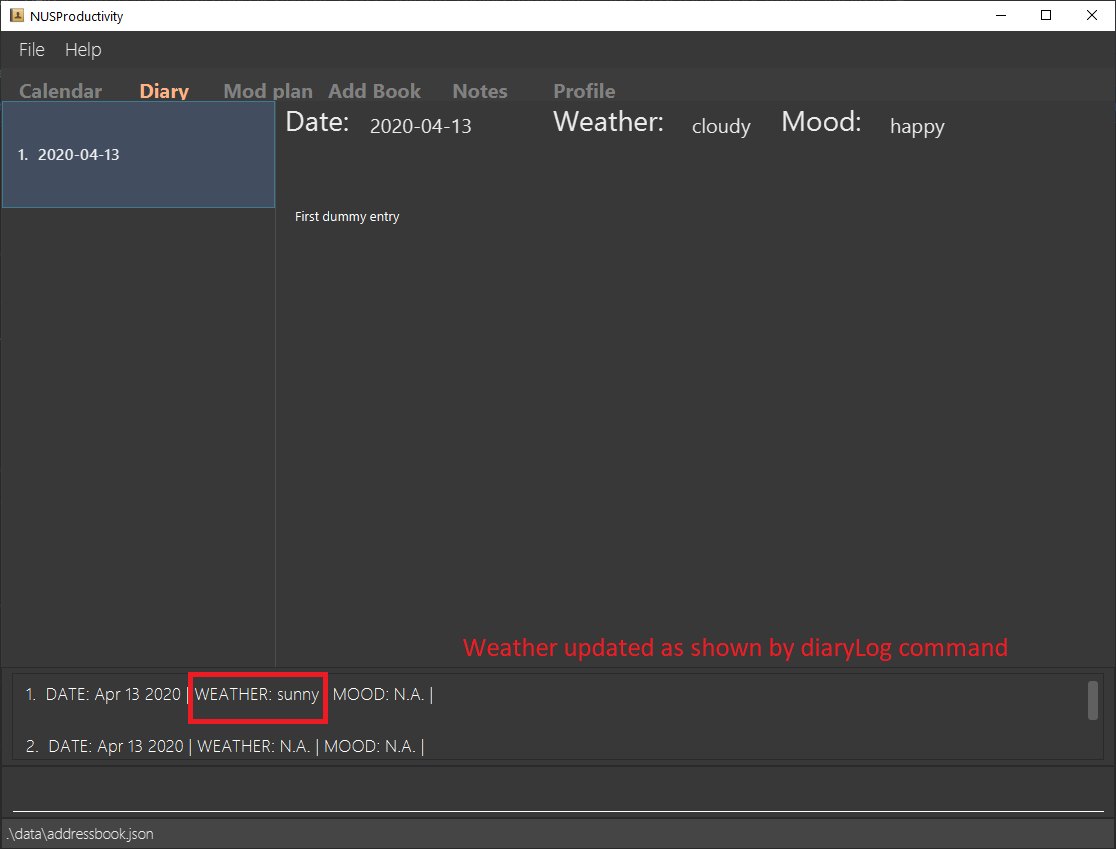 NUSProductivity
File Help
Calendar Diary Mod plan Add Book Notes Profile
1. 2020-04-13
Date: 2020-04-13 Weather: cloudy Mood: happy
First dummy entry
Weather updated as shown by diaryLog command
1. DATE: Apr 13 2020 | WEATHER: sunny | MOOD: N.A. |
2. DATE: Apr 13 2020 | WEATHER: N.A. | MOOD: N.A. |
.\data\addressbook.json